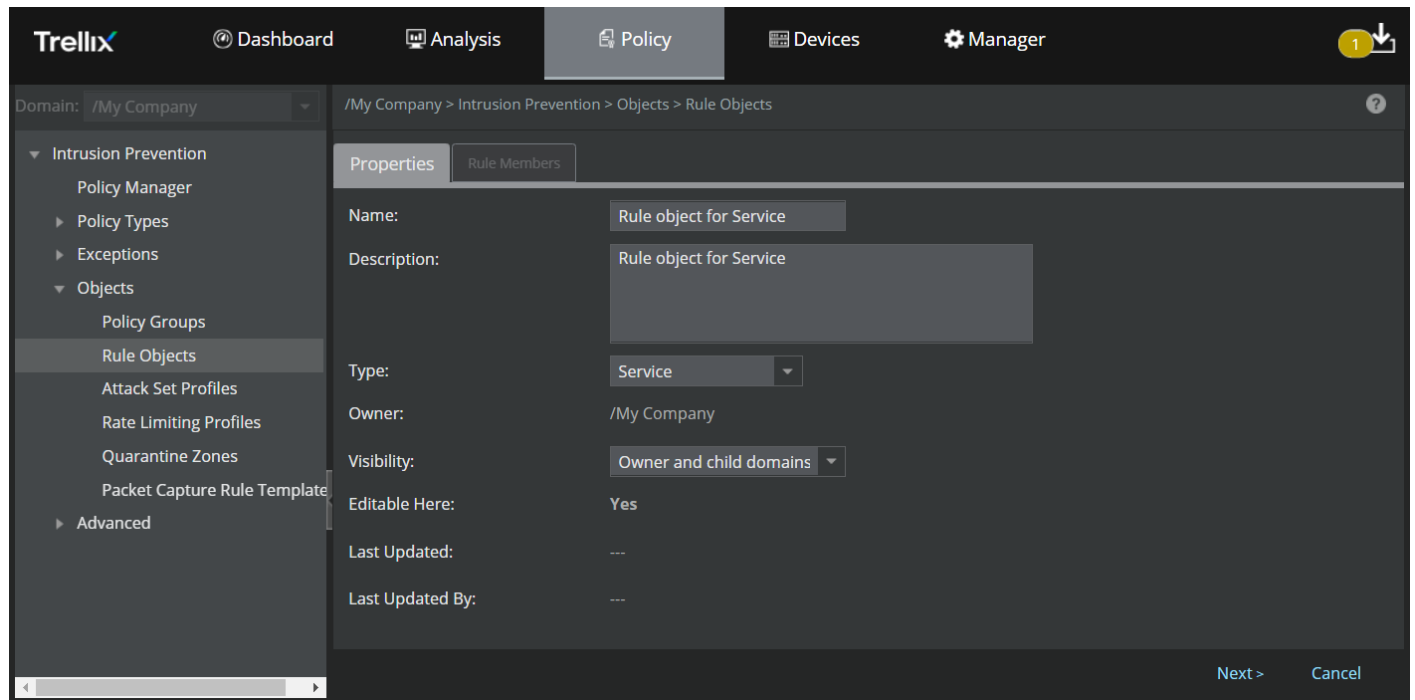 Trellix
Dashboard
Analysis
Policy
Devices
Manager
1
Domain: /My Company
/My Company > Intrusion Prevention > Objects > Rule Objects
?
Intrusion Prevention
Policy Manager
Policy Types
Exceptions
Objects
Policy Groups
Rule Objects
Attack Set Profiles
Rate Limiting Profiles
Quarantine Zones
Packet Capture Rule Template
Advanced
Properties
Rule Members
Name: Rule object for Service
Description: Rule object for Service
Type: Service
Owner: /My Company
Visibility: Owner and child domains
Editable Here: Yes
Last Updated: ---
Last Updated By: ---
Next >
Cancel